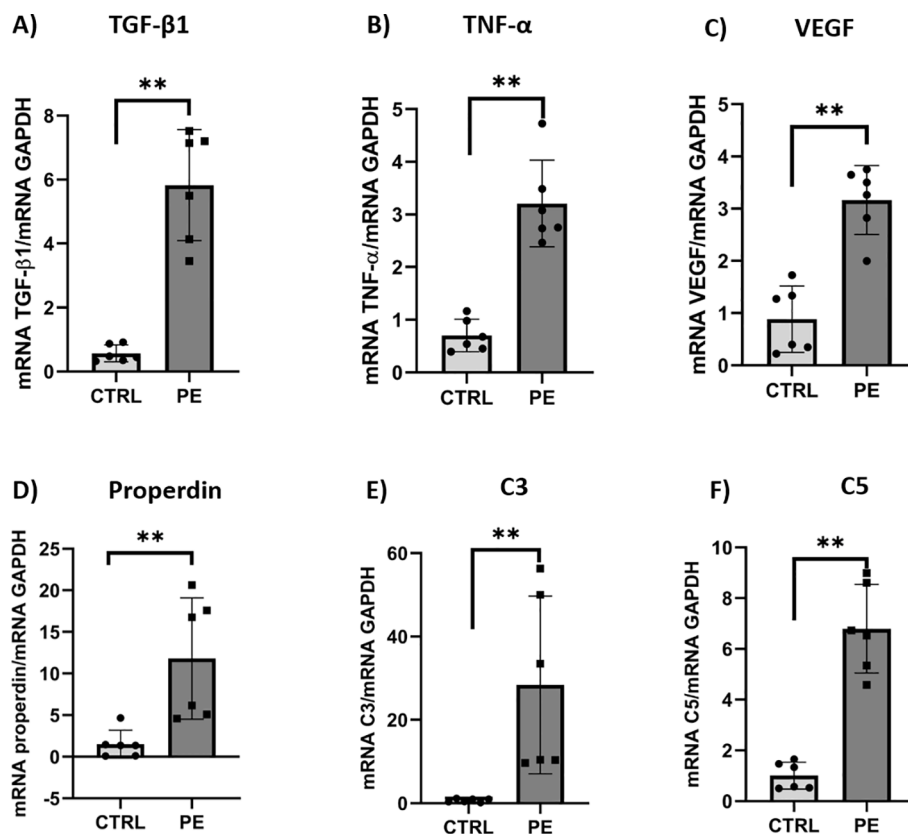 A) TGF-β1
**
mRNA TGF-β1/mRNA GAPDH
8
6
4
2
0
CTRL PE
B) TNF-α
**
mRNA TNF-α/mRNA GAPDH
5
4
3
2
1
0
CTRL PE
C) VEGF
**
mRNA VEGF/mRNA GAPDH
5
4
3
2
1
0
CTRL PE
D) Properdin
**
mRNA properdin/mRNA GAPDH
25
20
15
10
5
0
-5
CTRL PE
E) C3
**
mRNA C3/mRNA GAPDH
60
40
20
0
CTRL PE
F) C5
**
mRNA C5/mRNA GAPDH
10
8
6
4
2
0
CTRL PE